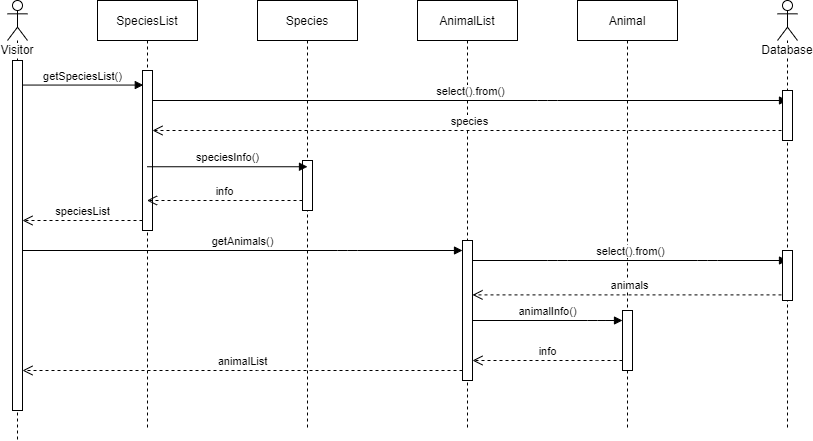 SpeciesList
Species
AnimalList
Animal
Visitor
Database
getSpeciesList()
select().from()
species
speciesInfo()
info
speciesList
getAnimals()
select().from()
animals
animalInfo()
info
animalList